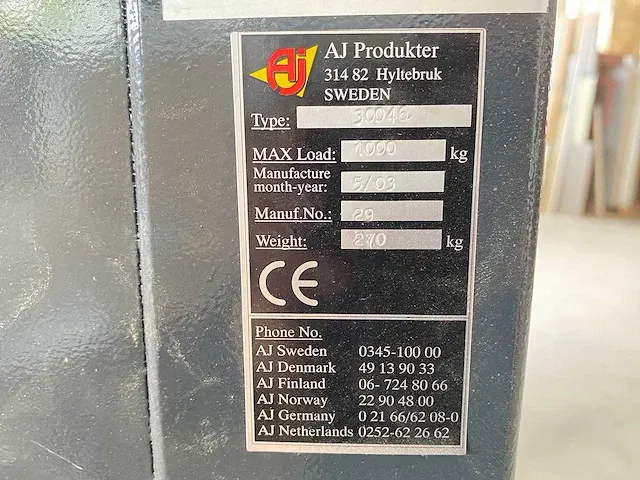 AJ
AJ Produkter
314 82 Hyltebruk
SWEDEN
Type: 30046
MAX Load: 1000 kg
Manufacture
month-year: 5/03
Manuf.No.: 29
Weight: 270 kg
CE
Phone No.
AJ Sweden 0345-100 00
AJ Denmark 49 13 90 33
AJ Finland 06- 724 80 66
AJ Norway 22 90 48 00
AJ Germany 0 21 66/62 08-0
AJ Netherlands 0252-62 26 62